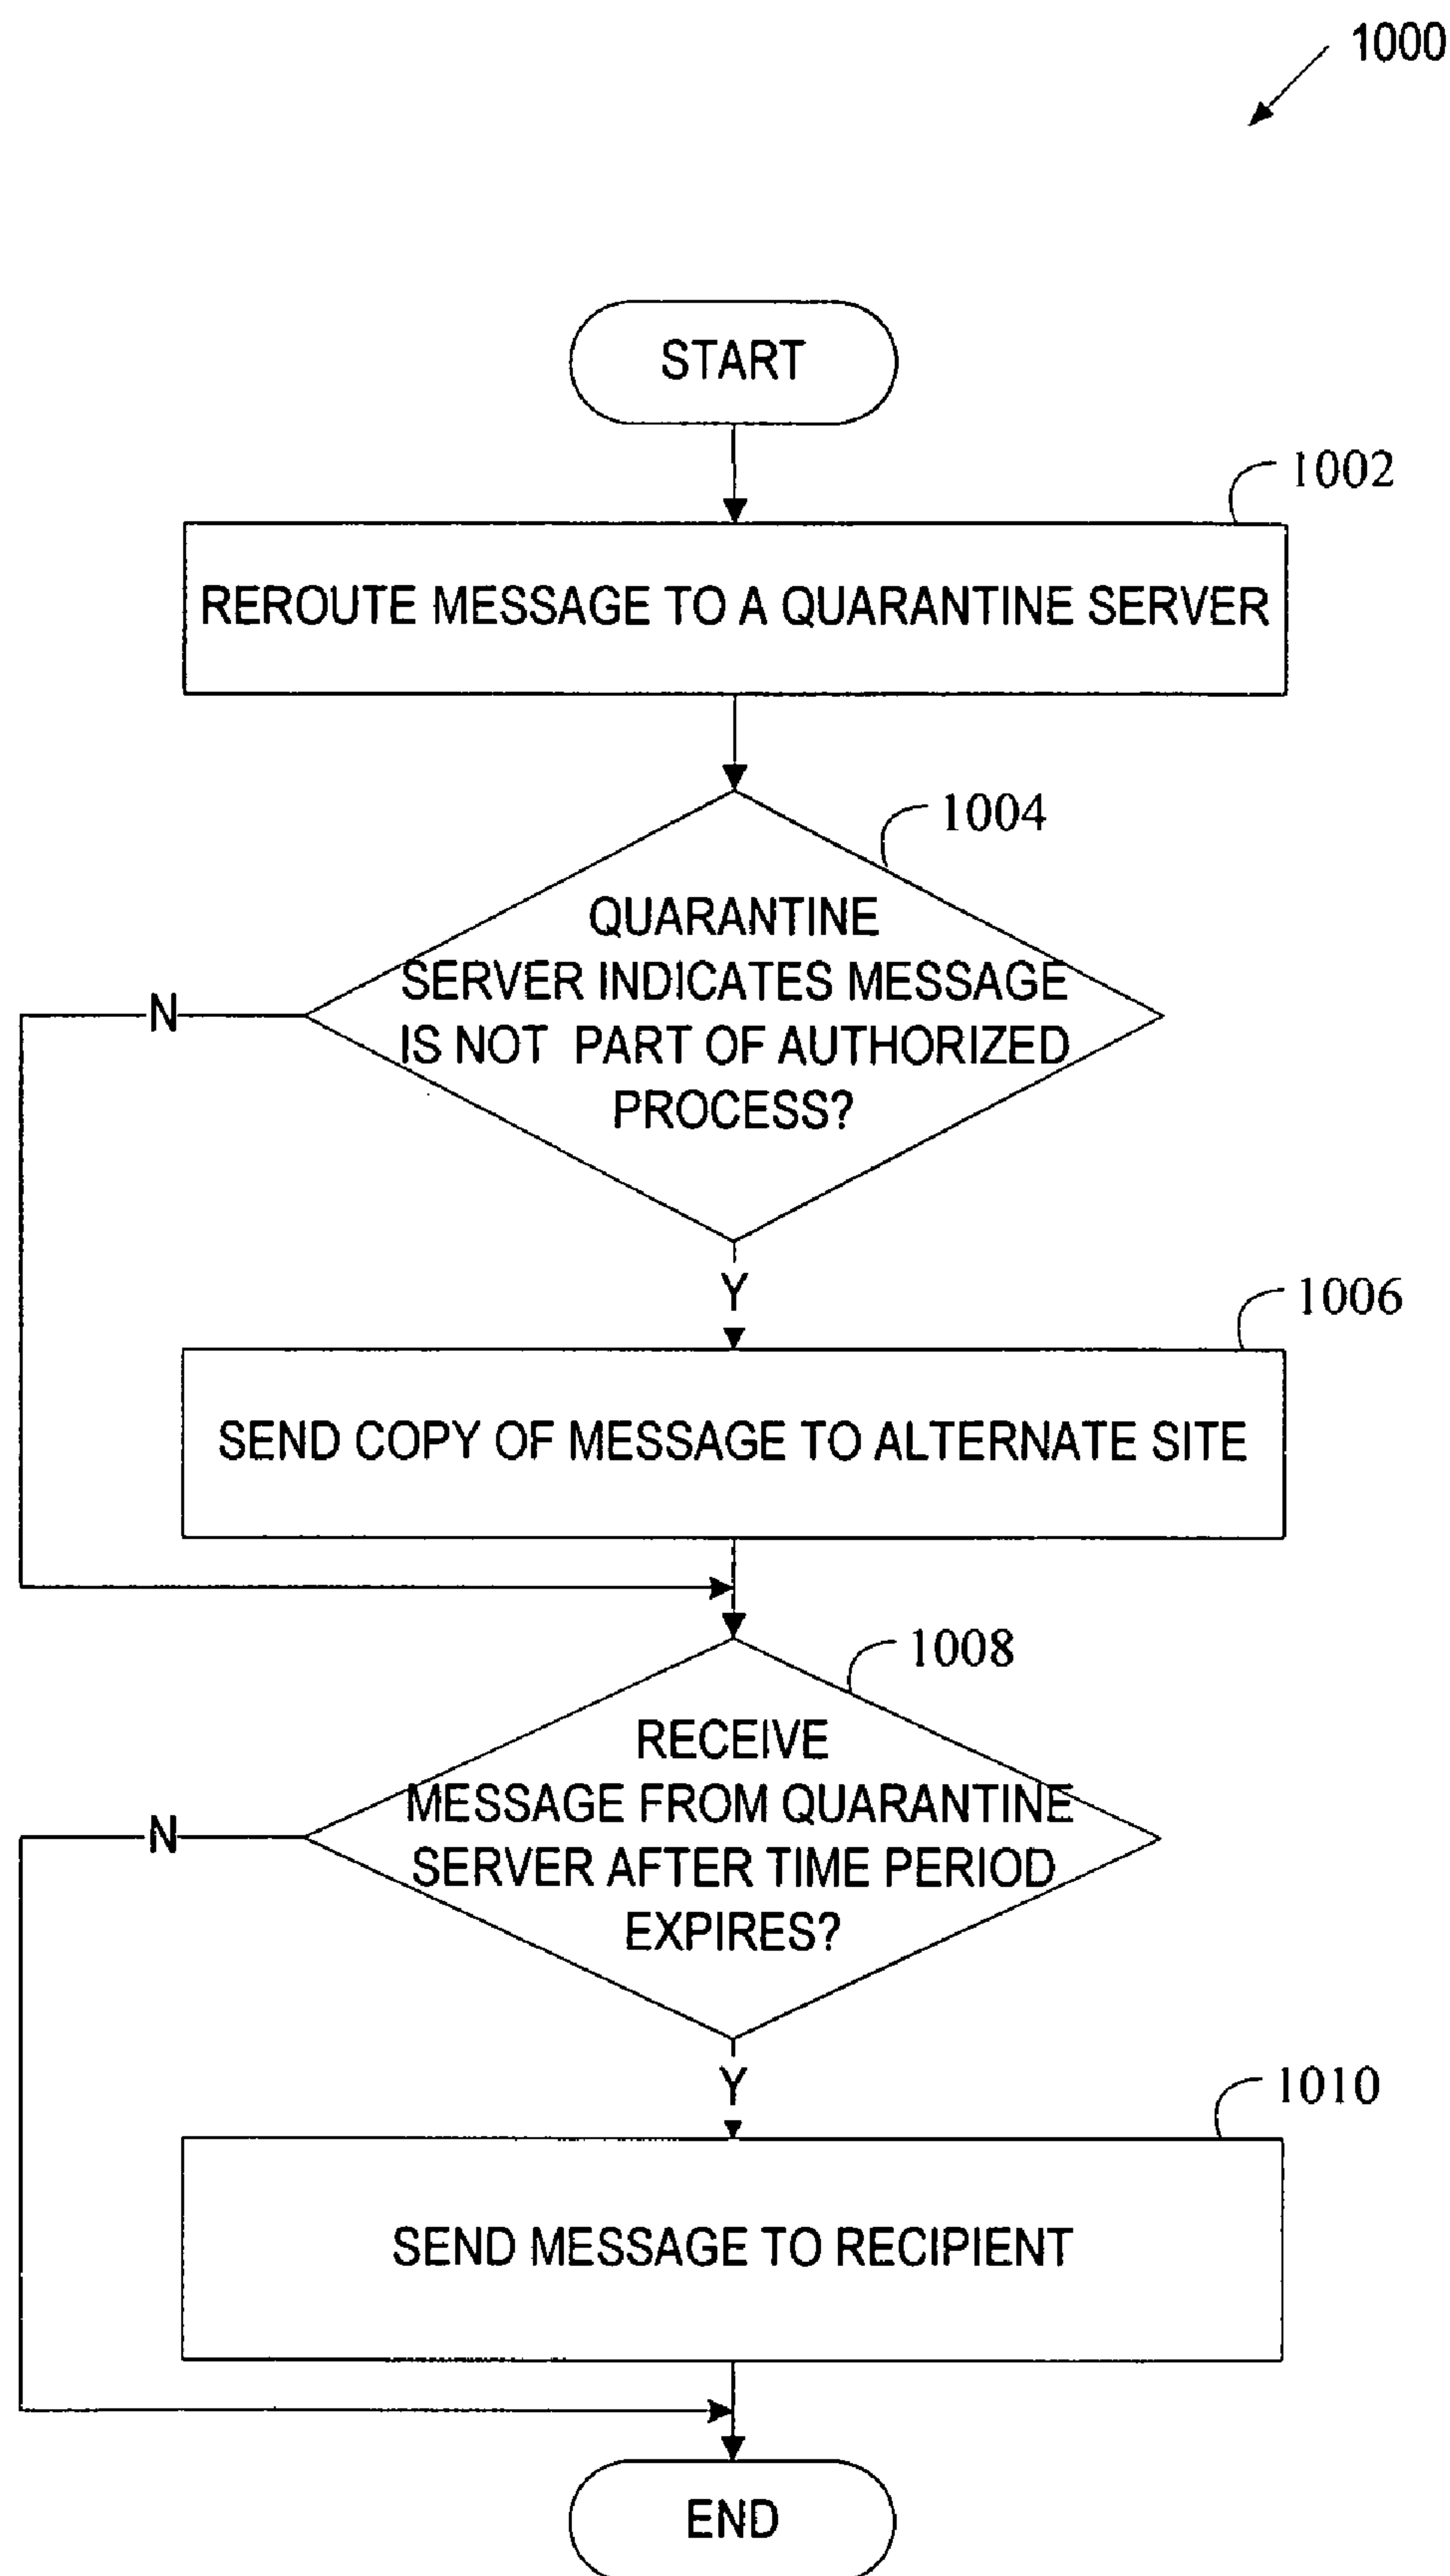 1000
START
1002
REROUTE MESSAGE TO A QUARANTINE SERVER
1004
QUARANTINE
SERVER INDICATES MESSAGE
IS NOT PART OF AUTHORIZED
PROCESS?
N
Y
1006
SEND COPY OF MESSAGE TO ALTERNATE SITE
1008
RECEIVE
MESSAGE FROM QUARANTINE
SERVER AFTER TIME PERIOD
EXPIRES?
N
Y
1010
SEND MESSAGE TO RECIPIENT
END